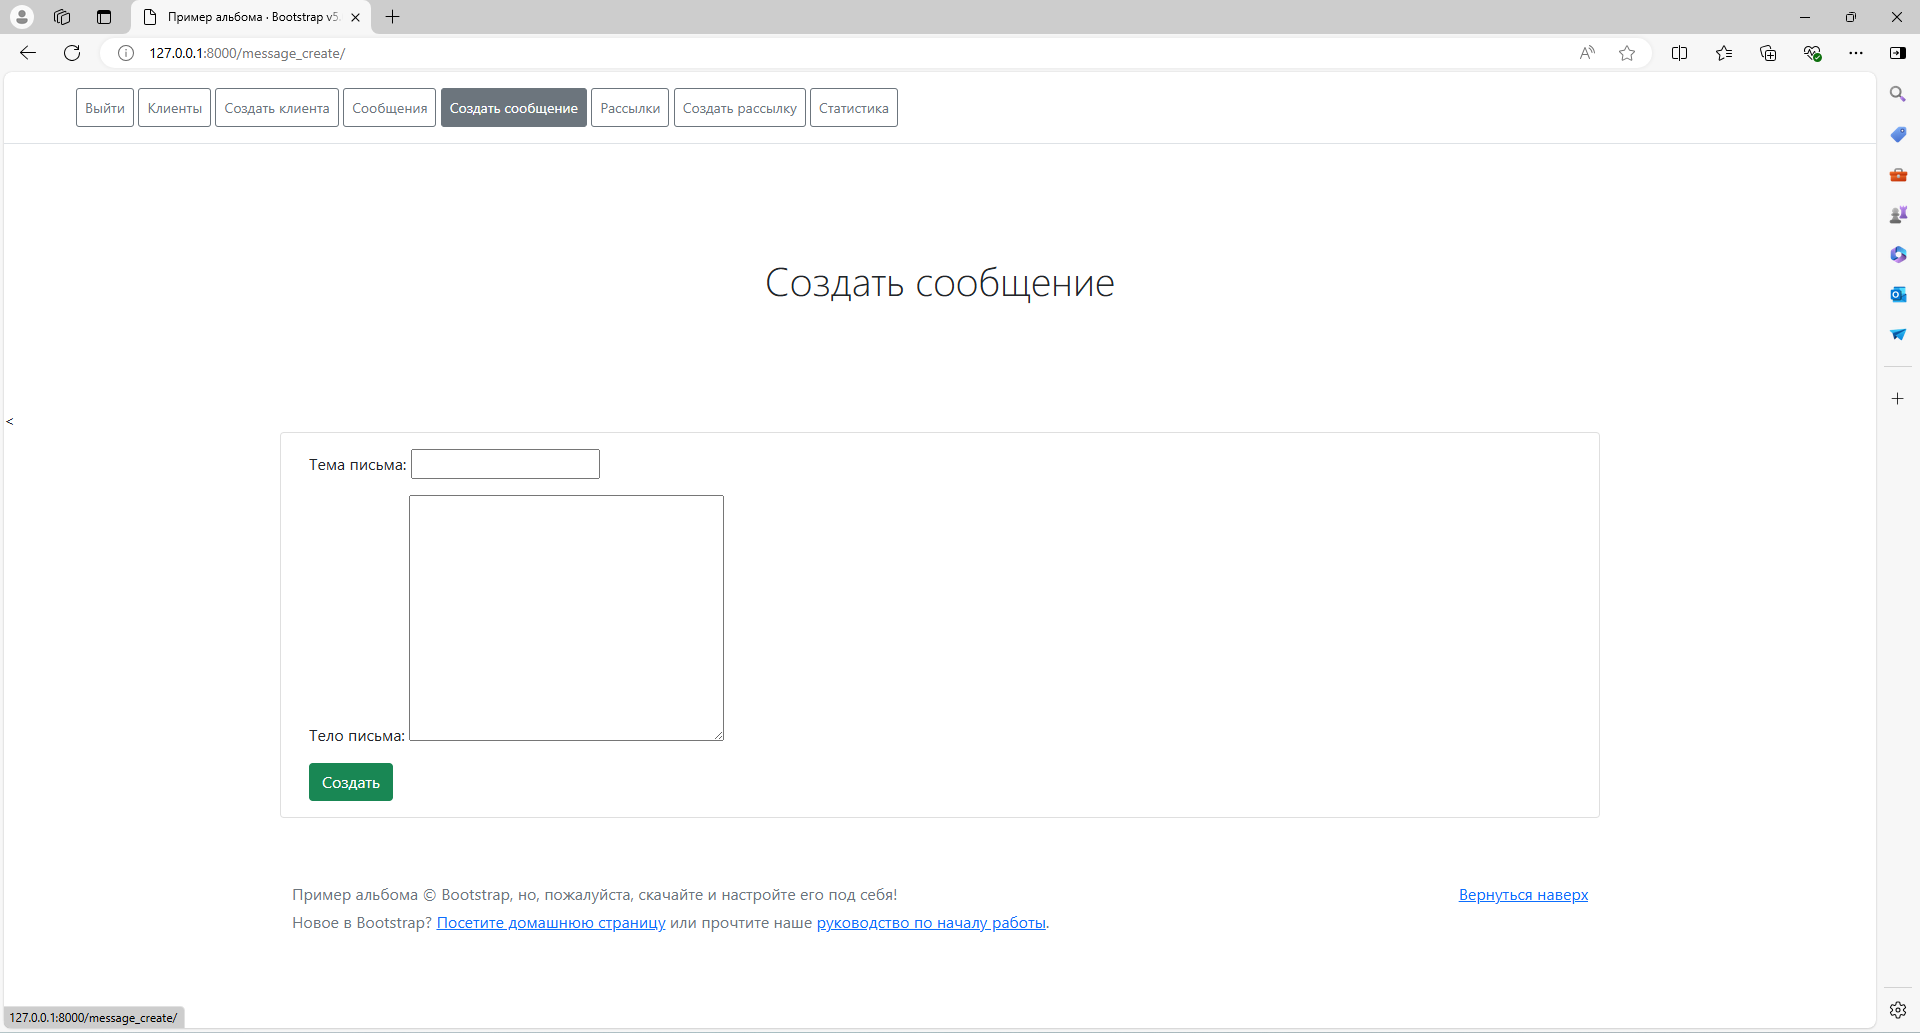 Пример альбома · Bootstrap v5.
127.0.0.1:8000/message_create/
Выйти Клиенты Создать клиента Сообщения Создать сообщение Рассылки Создать рассылку Статистика
Создать сообщение
<
Тема письма:
Тело письма:
Создать
Пример альбома © Bootstrap, но, пожалуйста, скачайте и настройте его под себя! Вернуться наверх
Новое в Bootstrap? Посетите домашнюю страницу или прочтите наше руководство по началу работы.
127.0.0.1:8000/message_create/